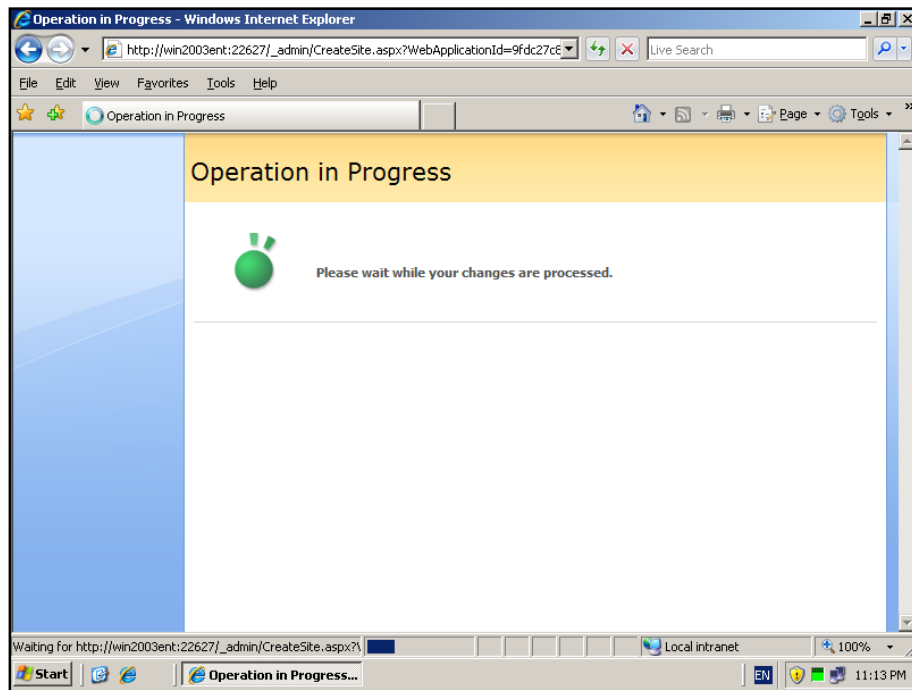 Operation in Progress - Windows Internet Explorer
http://win2003ent:22627/_admin/CreateSite.aspx?WebApplicationId=9fdc27c8
Live Search
File Edit View Favorites Tools Help
Operation in Progress
Page Tools
Operation in Progress
Please wait while your changes are processed.
Waiting for http://win2003ent:22627/_admin/CreateSite.aspx?
Local intranet
100%
Start
Operation in Progress...
EN
11:13 PM